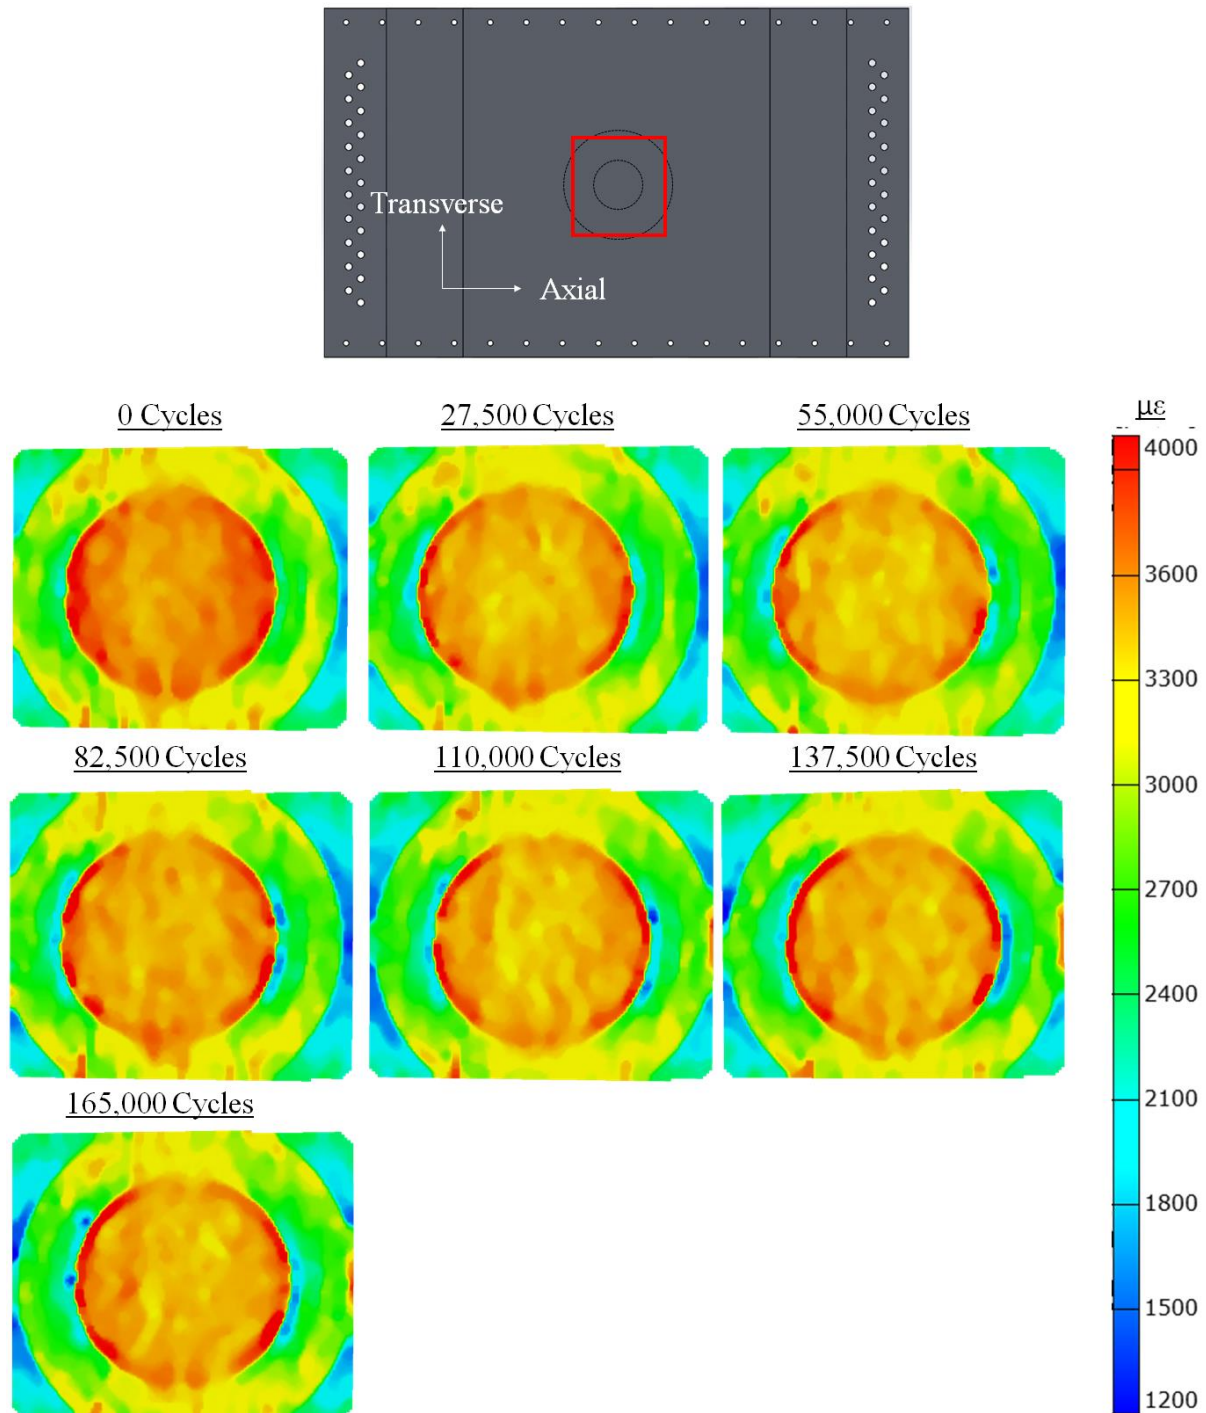 Transverse
Axial
0 Cycles
27,500 Cycles
55,000 Cycles
με
4000
3600
3300
3000
2700
2400
2100
1800
1500
1200
82,500 Cycles
110,000 Cycles
137,500 Cycles
165,000 Cycles